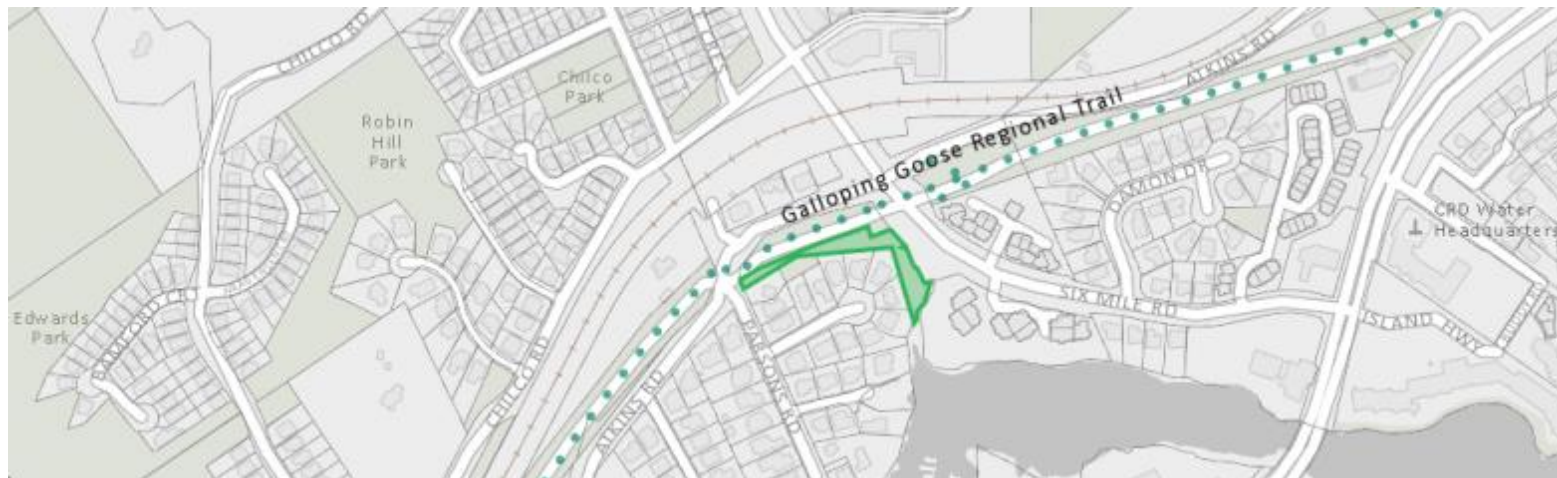 CHILCO RD
Chilco
Park
Robin
Hill
Park
ATKINS RD
Galloping Goose Regional Trail
DAMON DR
CRD Water
Headquarters
SIX MILE RD
ISLAND HWY
Edwards
Park
CHILCO RD
ATKINS RD
PARSONS RD